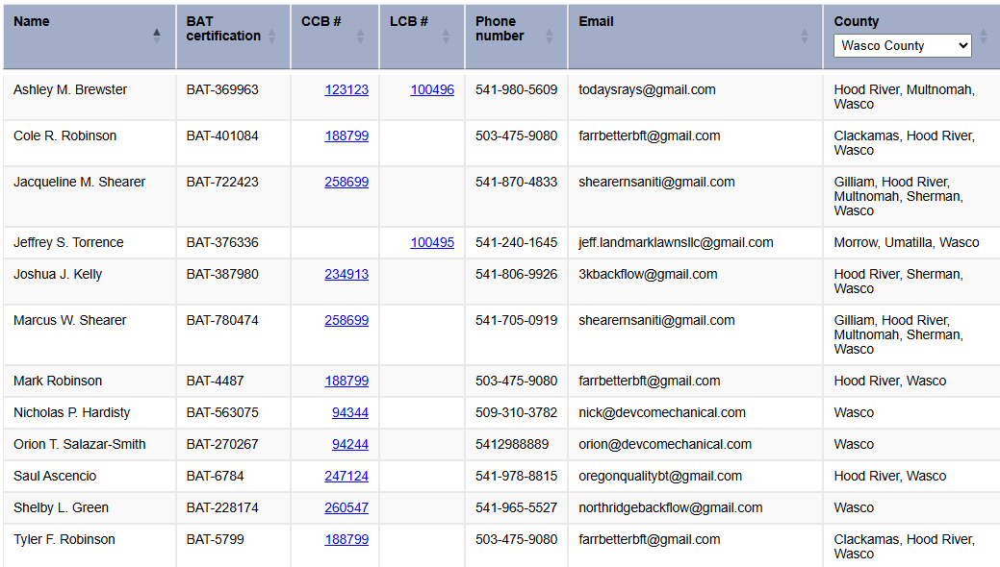 Name BAT certification CCB # LCB # Phone number Email County
Wasco County
Ashley M. Brewster BAT-369963 123123 100496 541-980-5609 todaysrays@gmail.com Hood River, Multnomah,
Wasco
Cole R. Robinson BAT-401084 188799 503-475-9080 farrbetterbft@gmail.com Clackamas, Hood River,
Wasco
Jacqueline M. Shearer BAT-722423 258699 541-870-4833 shearernsaniti@gmail.com Gilliam, Hood River,
Multnomah, Sherman,
Wasco
Jeffrey S. Torrence BAT-376336 100495 541-240-1645 jeff.landmarklawnsllc@gmail.com Morrow, Umatilla, Wasco
Joshua J. Kelly BAT-387980 234913 541-806-9926 3kbackflow@gmail.com Hood River, Sherman,
Wasco
Marcus W. Shearer BAT-780474 258699 541-705-0919 shearernsaniti@gmail.com Gilliam, Hood River,
Multnomah, Sherman,
Wasco
Mark Robinson BAT-4487 188799 503-475-9080 farrbetterbft@gmail.com Hood River, Wasco
Nicholas P. Hardisty BAT-563075 94344 509-310-3782 nick@devcomechanical.com Wasco
Orion T. Salazar-Smith BAT-270267 94244 5412988889 orion@devcomechanical.com Wasco
Saul Ascencio BAT-6784 247124 541-978-8815 oregonqualitybt@gmail.com Hood River, Wasco
Shelby L. Green BAT-228174 260547 541-965-5527 northridgebackflow@gmail.com Wasco
Tyler F. Robinson BAT-5799 188799 503-475-9080 farrbetterbft@gmail.com Clackamas, Hood River,
Wasco